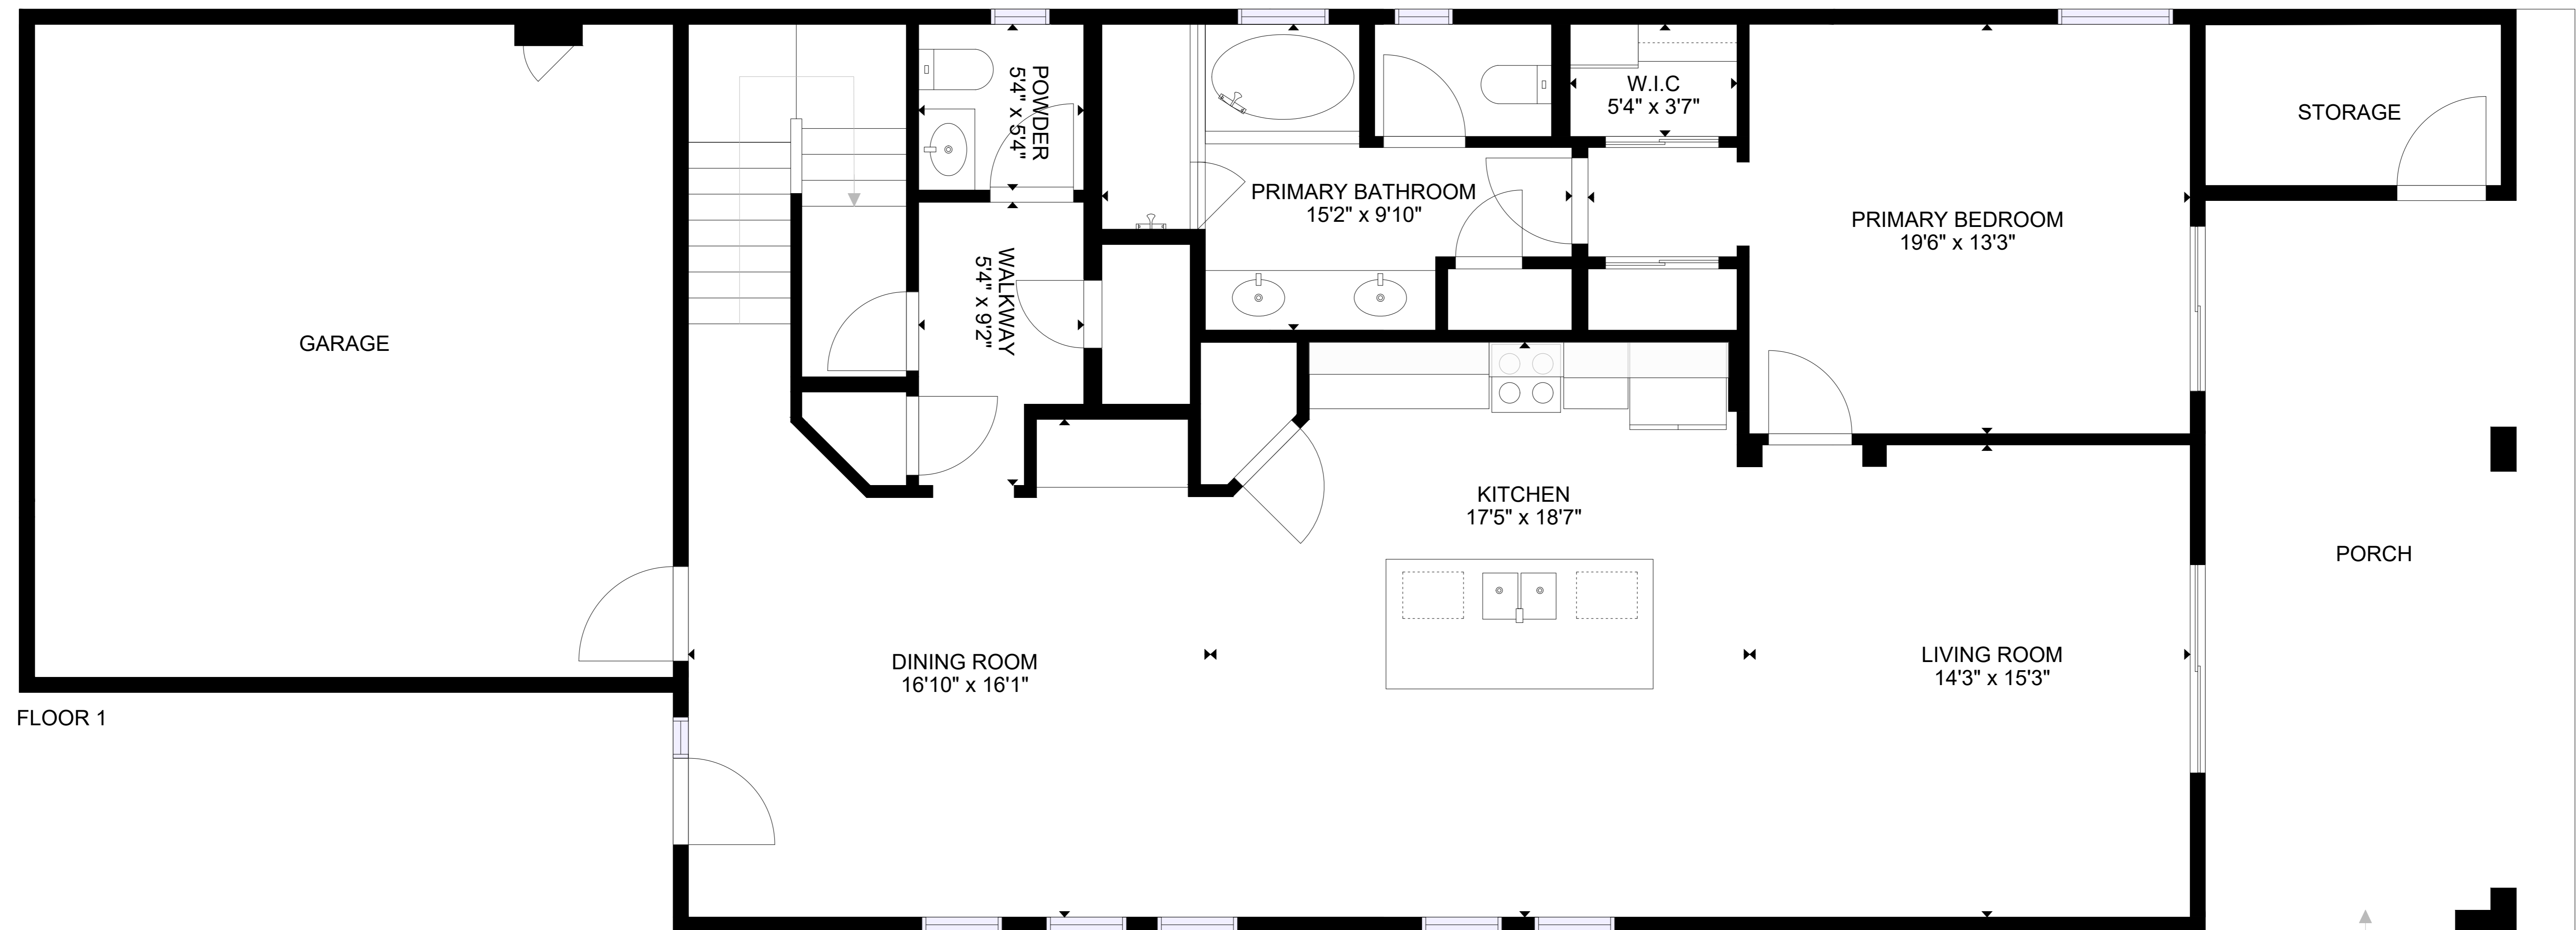 GARAGE
FLOOR 1
POWDER
5'4" x 5'4"
WALKWAY
5'4" x 9'2"
PRIMARY BATHROOM
15'2" x 9'10"
W.I.C
5'4" x 3'7"
PRIMARY BEDROOM
19'6" x 13'3"
STORAGE
KITCHEN
17'5" x 18'7"
DINING ROOM
16'10" x 16'1"
LIVING ROOM
14'3" x 15'3"
PORCH